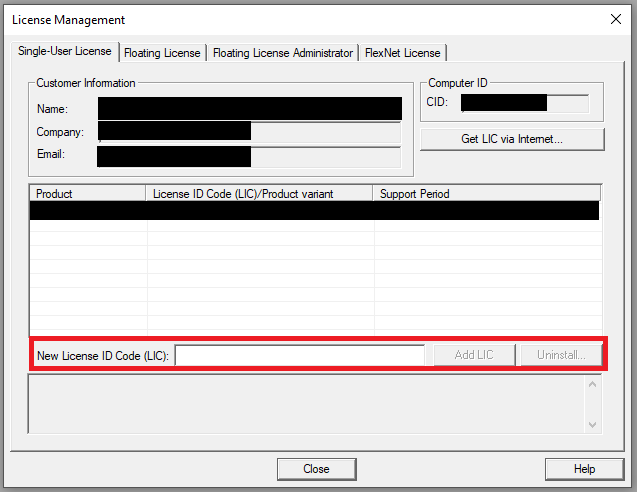 License Management
Single-User License Floating License Floating License Administrator FlexNet License
Customer Information
Name:
Company:
Email:
Computer ID
CID:
Get LIC via Internet...
Product License ID Code (LIC)/Product variant Support Period
New License ID Code (LIC): Add LIC Uninstall...
Close Help